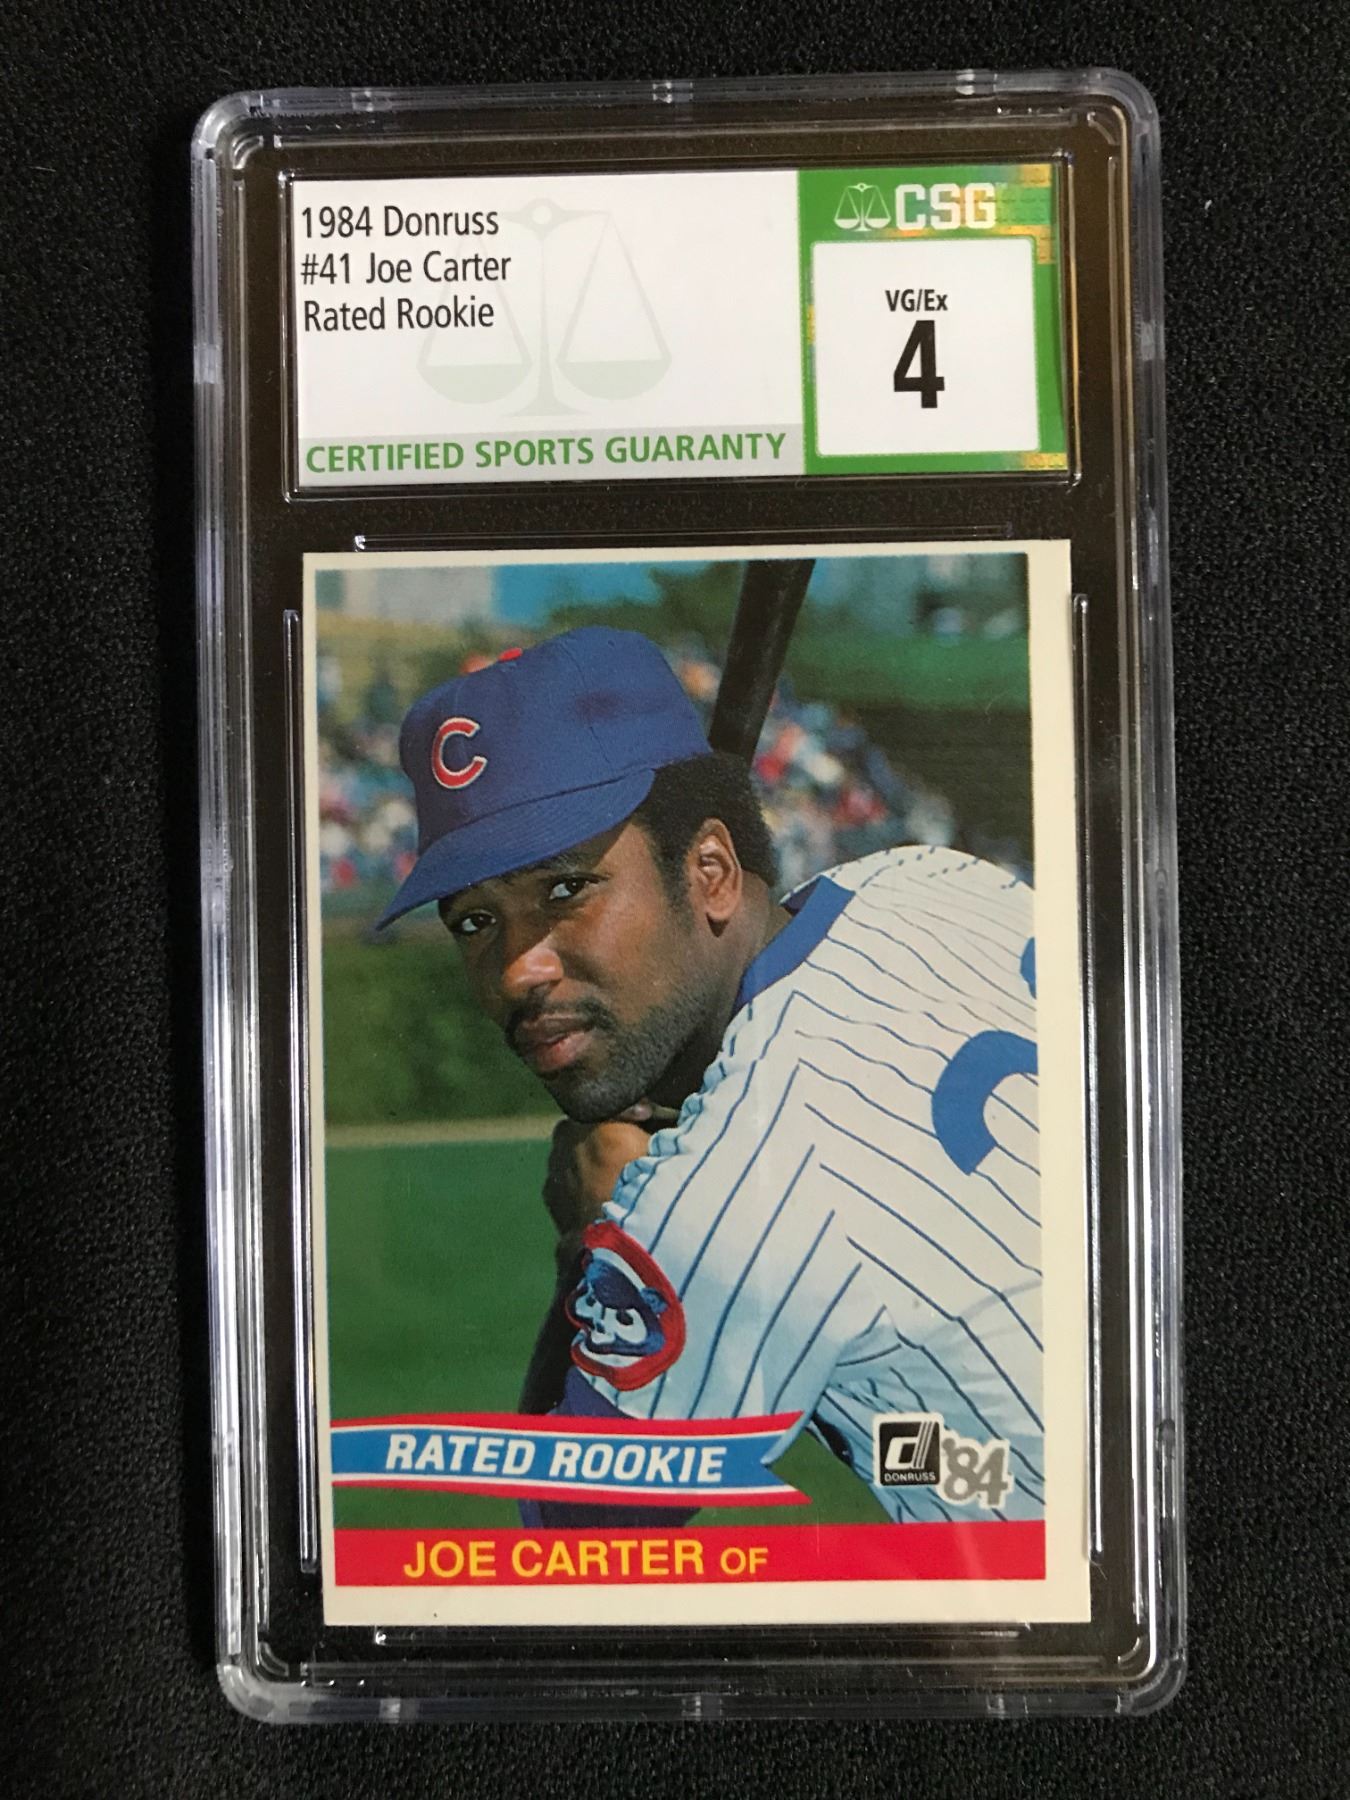 1984 Donruss
#41 Joe Carter
Rated Rookie
CERTIFIED SPORTS GUARANTY
CSG
VG/Ex
4
C
RATED ROOKIE
DONRUSS
'84
JOE CARTER OF